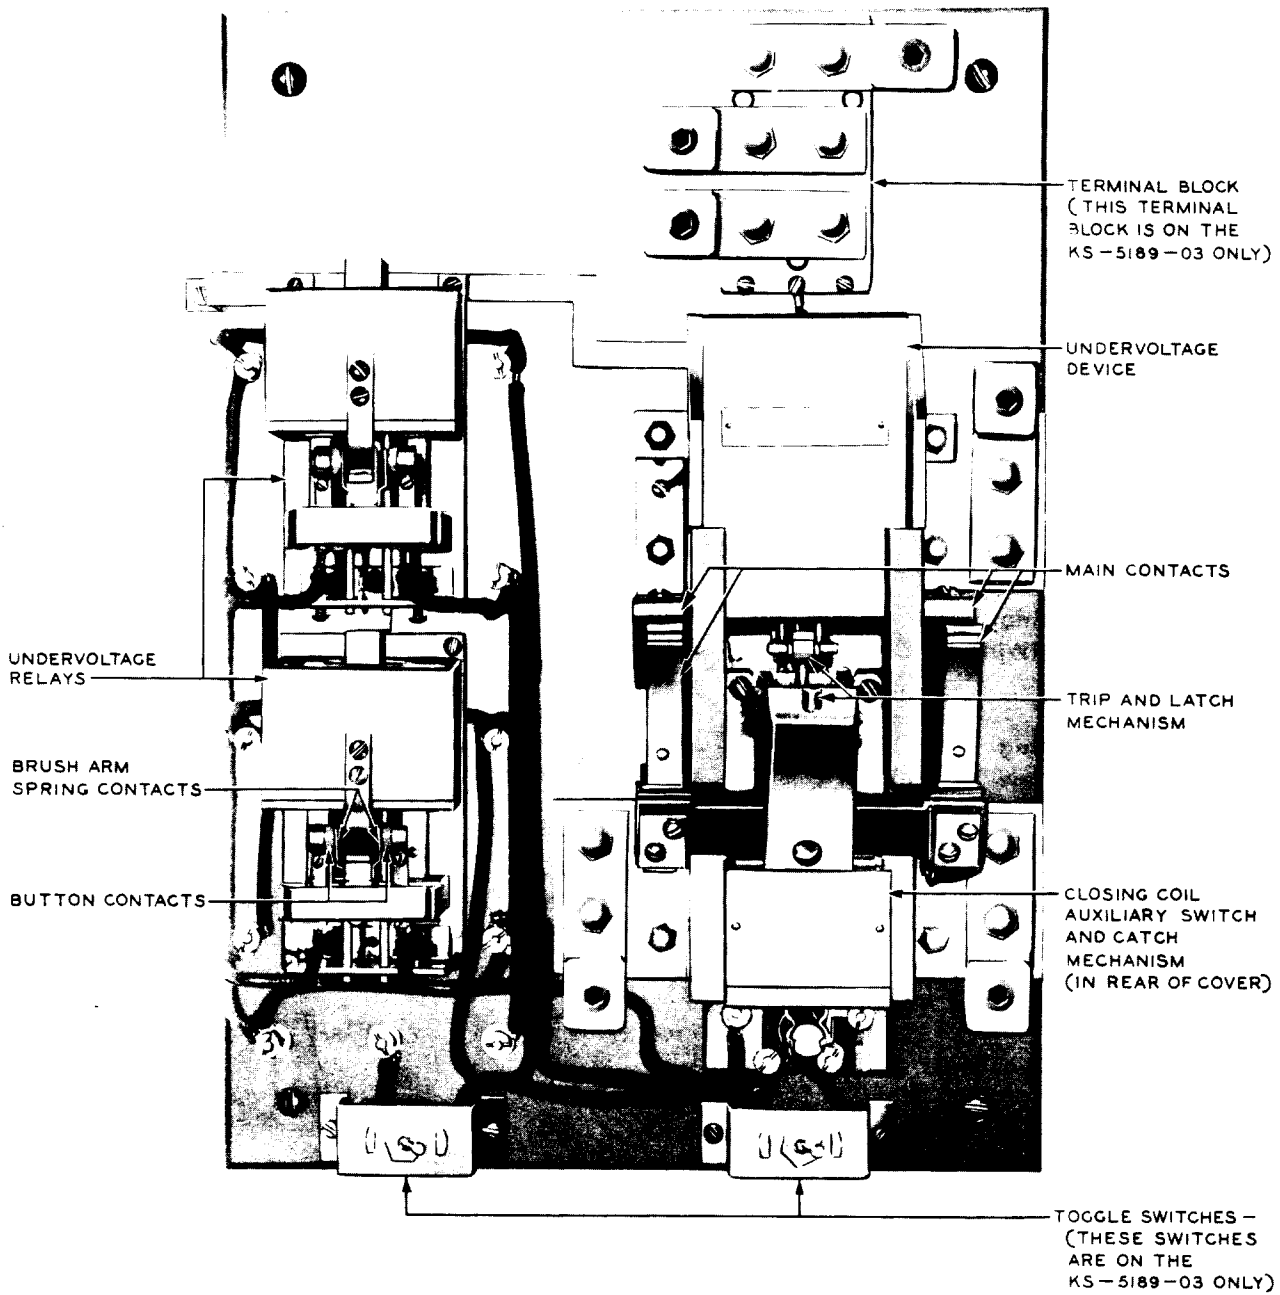 TERMINAL BLOCK
(THIS TERMINAL
BLOCK IS ON THE
KS-5189-03 ONLY)
UNDERVOLTAGE
DEVICE
MAIN CONTACTS
UNDERVOLTAGE
RELAYS
TRIP AND LATCH
MECHANISM
BRUSH ARM
SPRING CONTACTS
BUTTON CONTACTS
CLOSING COIL
AUXILIARY SWITCH
AND CATCH
MECHANISM
(IN REAR OF COVER)
TOGGLE SWITCHES-
(THESE SWITCHES
ARE ON THE
KS-5189-03 ONLY)